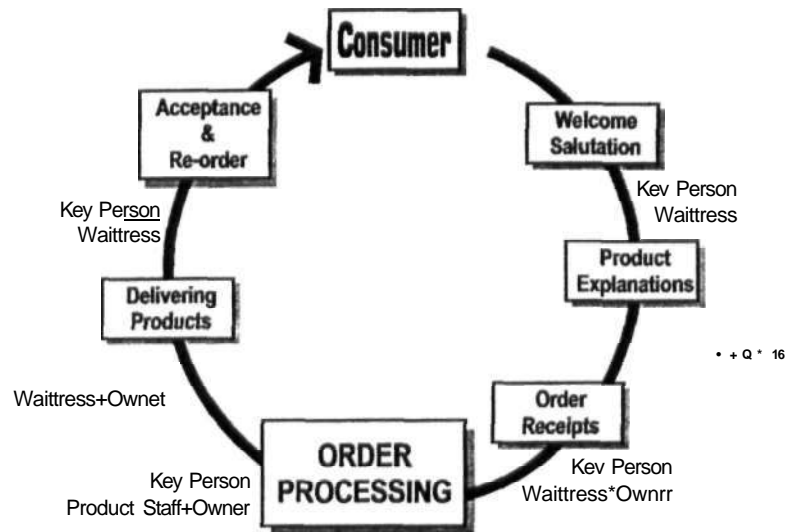 Consumer
Welcome
Salutation
Kev Person
Waittress
Product
Explanations
• + Q * 16
Order
Receipts
Kev Person
Waittress*Ownrr
ORDER
PROCESSING
Key Person
Product Staff+Owner
Waittress+Ownet
Delivering
Products
Key Person
Waittress
Acceptance
&
Re-order